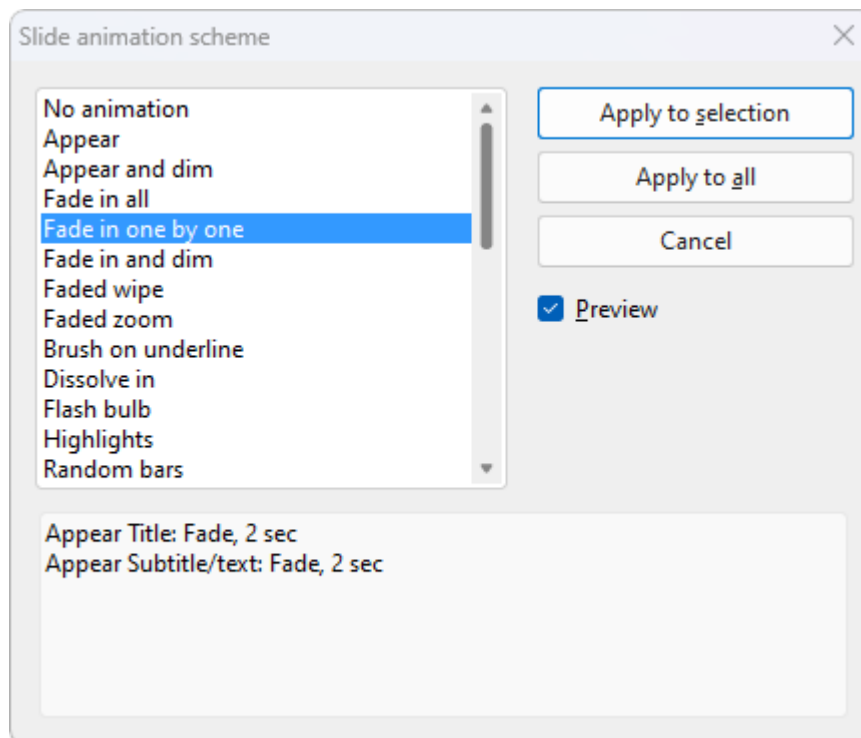 Slide animation scheme
No animation
Appear
Appear and dim
Fade in all
Fade in one by one
Fade in and dim
Faded wipe
Faded zoom
Brush on underline
Dissolve in
Flash bulb
Highlights
Random bars
Apply to selection
Apply to all
Cancel
Preview
Appear Title: Fade, 2 sec
Appear Subtitle/text: Fade, 2 sec